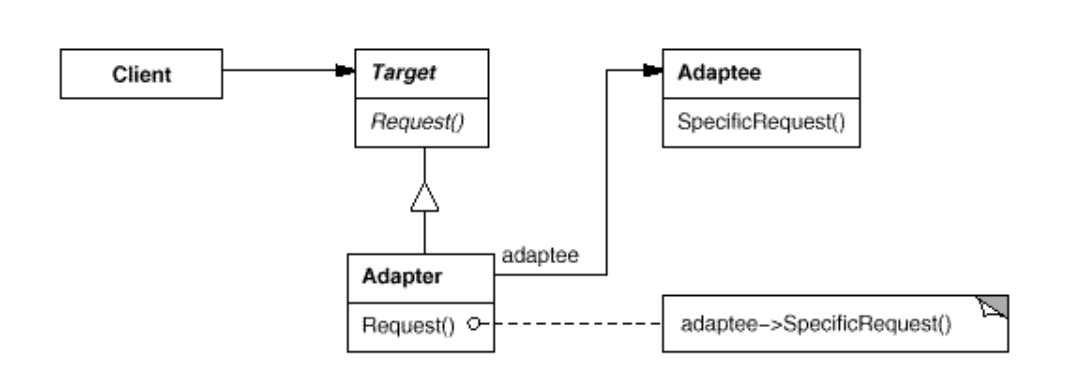 Client
Target
Request()
Adaptee
SpecificRequest()
adaptee
Adapter
Request()
adaptee->SpecificRequest()